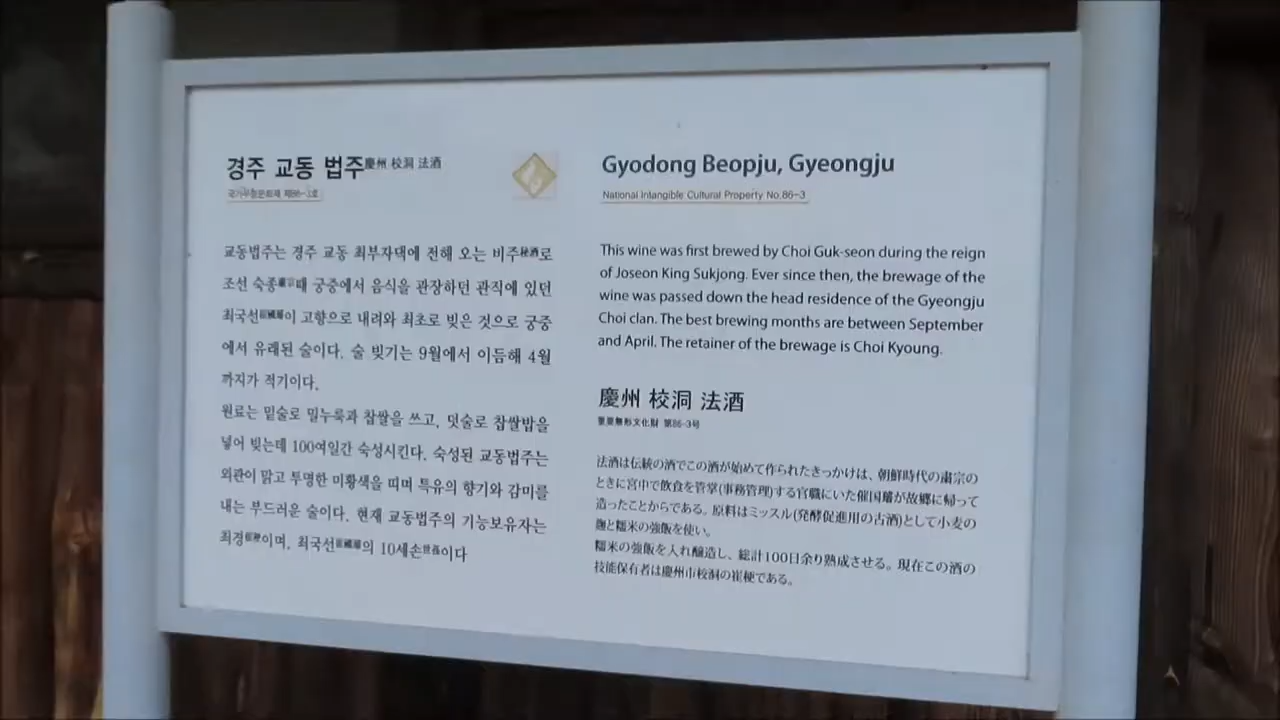 경주 교동 법주慶州 校洞 法酒
국가무형문화재 제86-3호
교동법주는 경주 교동 최부자댁에 전해 오는 비주秘酒로
조선 숙종肅宗때 궁중에서 음식을 관장하던 관직에 있던
최국선이 고향으로 내려와 최초로 빚은 것으로 궁중
에서 유래된 술이다. 술 빚기는 9월에서 이듬해 4월
까지가 적기이다.
원료는 밑술로 밀누룩과 찹쌀을 쓰고, 덧술로 찹쌀밥을
넣어 빚는데 100여일간 숙성시킨다. 숙성된 교동법주는
외관이 맑고 투명한 미황색을 띠며 특유의 향기와 감미를
내는 부드러운 술이다. 현재 교동법주의 기능보유자는
최경이며, 최국선의 10세손이다
Gyodong Beopju, Gyeongju
National Intangible Cultural Property No.86-3
This wine was first brewed by Choi Guk-seon during the reign
of Joseon King Sukjong. Ever since then, the brewage of the
wine was passed down the head residence of the Gyeongju
Choi clan. The best brewing months are between September
and April. The retainer of the brewage is Choi Kyoung.
慶州 校洞 法酒
重要無形文化財 第86-3号
法酒は伝統の酒でこの酒が始めて作られたきっかけは、朝鮮時代の粛宗の
ときに宮中で飲食を管掌(事務管理)する官職にいた催国璿が故郷に帰って
造ったことからである。原料はミッスル(発酵促進用の古酒)として小麦の
麹と糯米の強飯を使い。
糯米の強飯を入れ醸造し、総計100日余り熟成させる。現在この酒の
技能保有者は慶州市校洞の崔梗である。